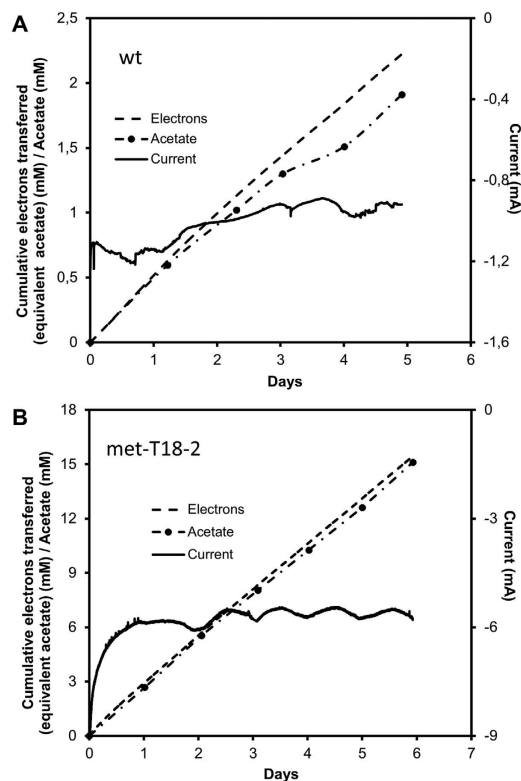 A
wt
Electrons
Acetate
Current
Cumulative electrons transferred
(equivalent acetate) (mM) / Acetate (mM)
2,5
2
1,5
1
0,5
0
0
-0,4
-0,8
-1,2
-1,6
Current (mA)
0 1 2 3 4 5 6
Days
B
met-T18-2
Electrons
Acetate
Current
Cumulative electrons transferred
(equivalent acetate) (mM) / Acetate (mM)
18
15
12
9
6
3
0
0
-3
-6
-9
Current (mA)
0 1 2 3 4 5 6 7
Days